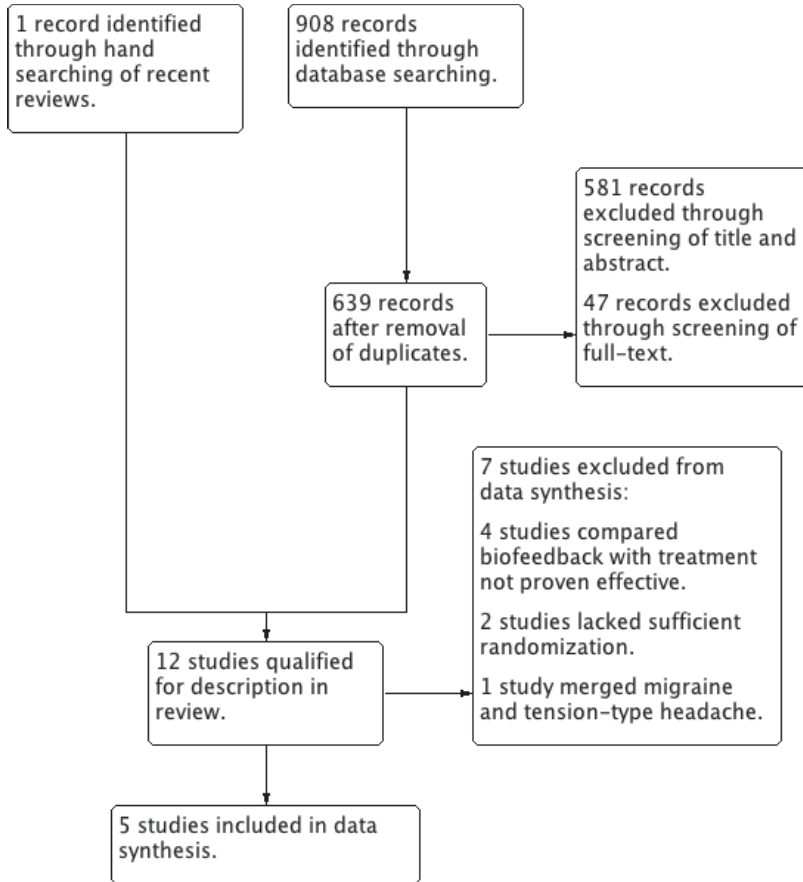 1 record identified
through hand
searching of recent
reviews.
908 records
identified through
database searching.
581 records
excluded through
screening of title and
abstract.
47 records excluded
through screening of
full-text.
639 records
after removal
of duplicates.
7 studies excluded from
data synthesis:
4 studies compared
biofeedback with treatment
not proven effective.
2 studies lacked sufficient
randomization.
1 study merged migraine
and tension-type headache.
12 studies qualified
for description in
review.
5 studies included in data
synthesis.